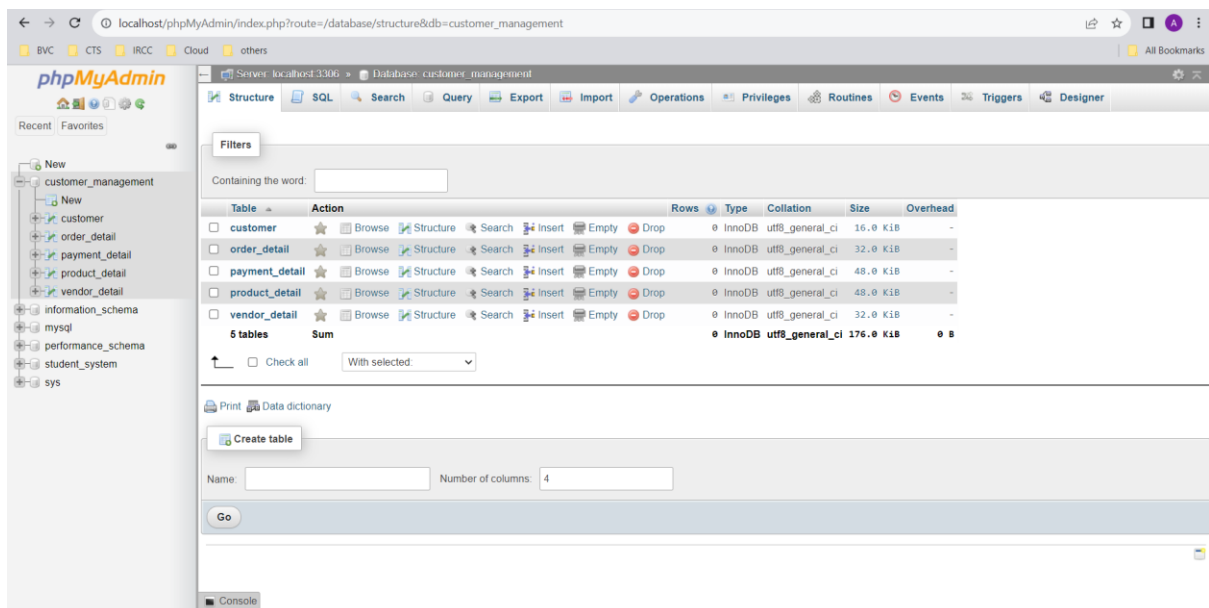 localhost/phpMyAdmin/index.php?route=/database/structure&db=customer_management
A
BVC CTS IRCC Cloud others All Bookmarks
phpMyAdmin
Recent Favorites
New
customer_management
New
customer
order_detail
payment_detail
product_detail
vendor_detail
information_schema
mysql
performance_schema
student_system
sys
Server: localhost:3306 » Database: customer_management
Structure SQL Search Query Export Import Operations Privileges Routines Events Triggers Designer
Filters
Containing the word:
Table Action Rows Type Collation Size Overhead
customer Browse Structure Search Insert Empty Drop 0 InnoDB utf8_general_ci 16.0 KiB -
order_detail Browse Structure Search Insert Empty Drop 0 InnoDB utf8_general_ci 32.0 KiB -
payment_detail Browse Structure Search Insert Empty Drop 0 InnoDB utf8_general_ci 48.0 KiB -
product_detail Browse Structure Search Insert Empty Drop 0 InnoDB utf8_general_ci 48.0 KiB -
vendor_detail Browse Structure Search Insert Empty Drop 0 InnoDB utf8_general_ci 32.0 KiB -
5 tables Sum 0 InnoDB utf8_general_ci 176.0 KiB 0 B
Check all With selected:
Print Data dictionary
Create table
Name: Number of columns: 4
Go
Console